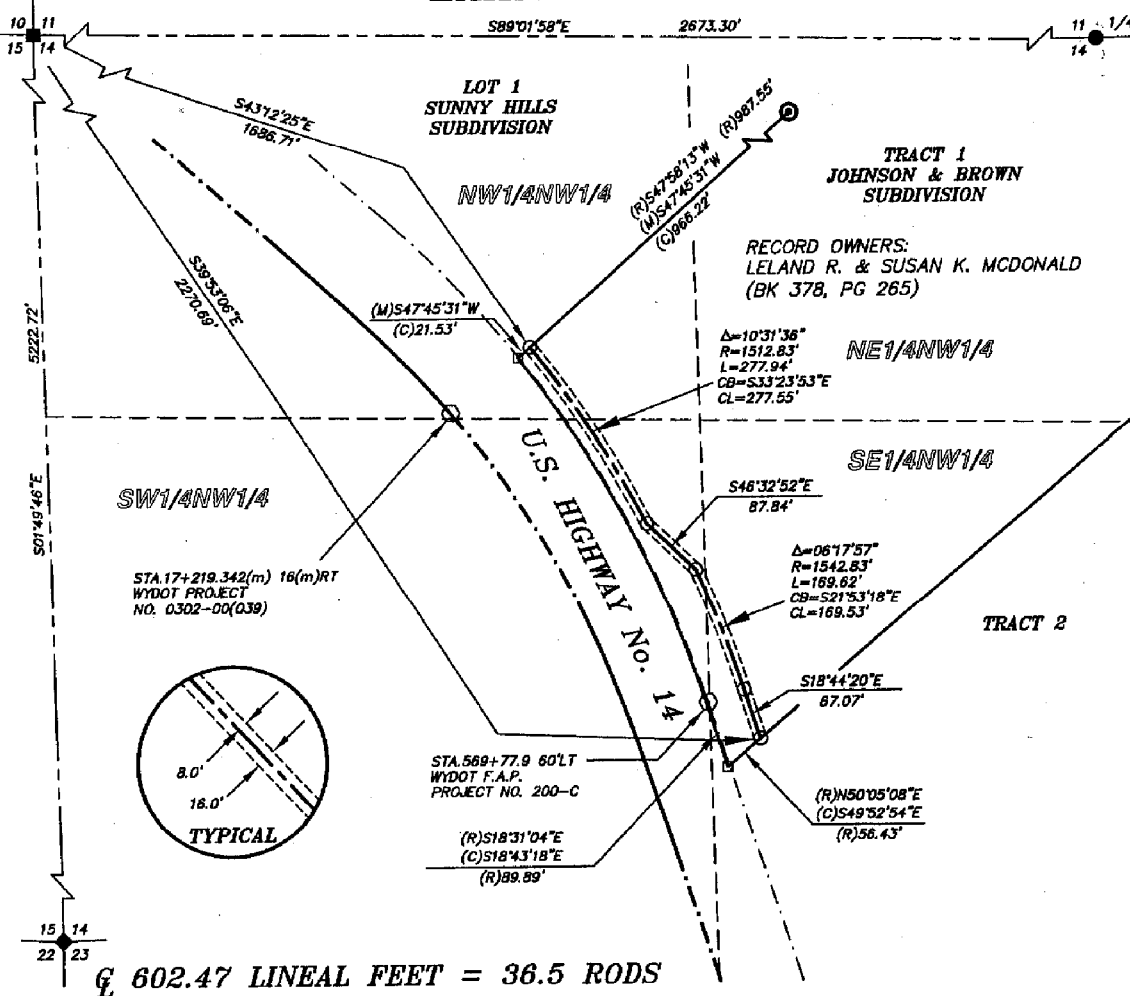 10 11
15 14
S89°01'58"E 2673.30'
11 1/4
14
LOT 1
SUNNY HILLS
SUBDIVISION
S43°12'25"E
1686.71'
NW1/4NW1/4
(R)S47°58'13"W (R)987.55'
(M)S47°45'31"W
(C)966.22'
TRACT 1
JOHNSON & BROWN
SUBDIVISION
RECORD OWNERS:
LELAND R. & SUSAN K. MCDONALD
(BK 378, PG 265)
S39°53'06"E
2270.69'
(M)S47°45'31"W
(C)21.53'
Δ=10°31'36"
R=1512.83'
L=277.94'
CB=S33°23'53"E
CL=277.55'
NE1/4NW1/4
5222.72'
S01°49'46"E
U.S. HIGHWAY No. 14
SW1/4NW1/4
SE1/4NW1/4
S46°32'52"E
87.84'
STA.17+219.342(m) 16(m)RT
WYDOT PROJECT
NO. 0302-00(039)
Δ=06°17'57"
R=1542.83'
L=169.62'
CB=S21°53'18"E
CL=169.53'
TRACT 2
S18°44'20"E
67.07'
8.0'
16.0'
TYPICAL
STA.569+77.9 60'LT
WYDOT F.A.P.
PROJECT NO. 200-C
(R)N50°05'08"E
(C)S49°52'54"E
(R)56.43'
(R)S18°31'04"E
(C)S18°43'18"E
(R)89.89'
15 14
22 23
℄ 602.47 LINEAL FEET = 36.5 RODS